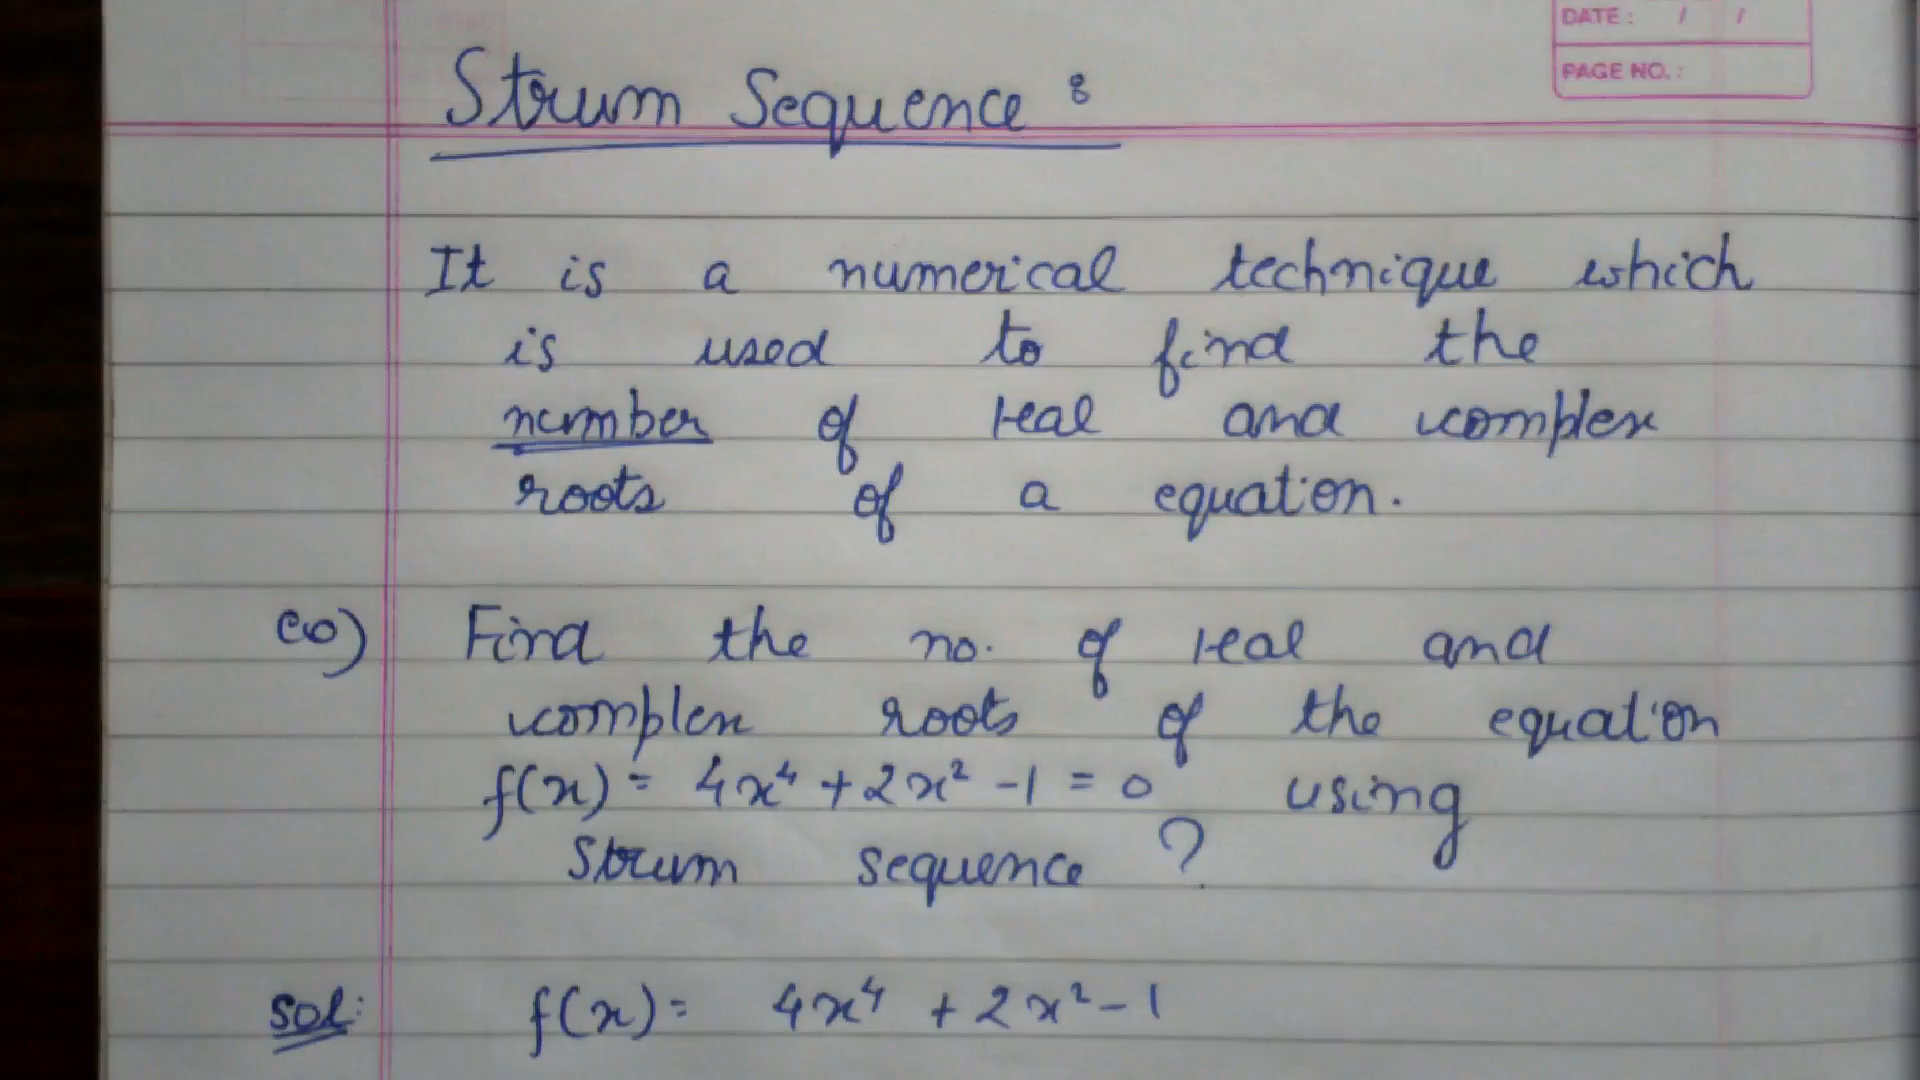 DATE: / /
PAGE NO.:
Strum Sequence :
It is a numerical technique which
is used to find the
number of real and complex
roots of a equation.
eg) Find the no. of real and
complex roots of the equation
f(x) = 4x⁴ + 2x² - 1 = 0 using
Strum sequence ?
Sol: f(x) = 4x⁴ + 2x² - 1